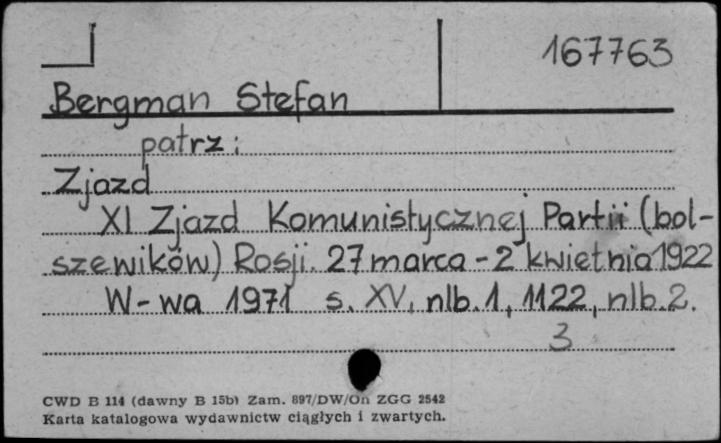 167763
Bergman Stefan
patrz:
Zjazd
XI Zjazd Komunistycznej Partii (bol-
szewików) Rosji. 27 marca - 2 kwietnia 1922
W-wa 1971 s. XV, nlb. 1, 1122, nlb. 2.
3
CWD B 114 (dawny B 15b) Zam. 897/DW/On ZGG 2542
Karta katalogowa wydawnictw ciągłych i zwartych.